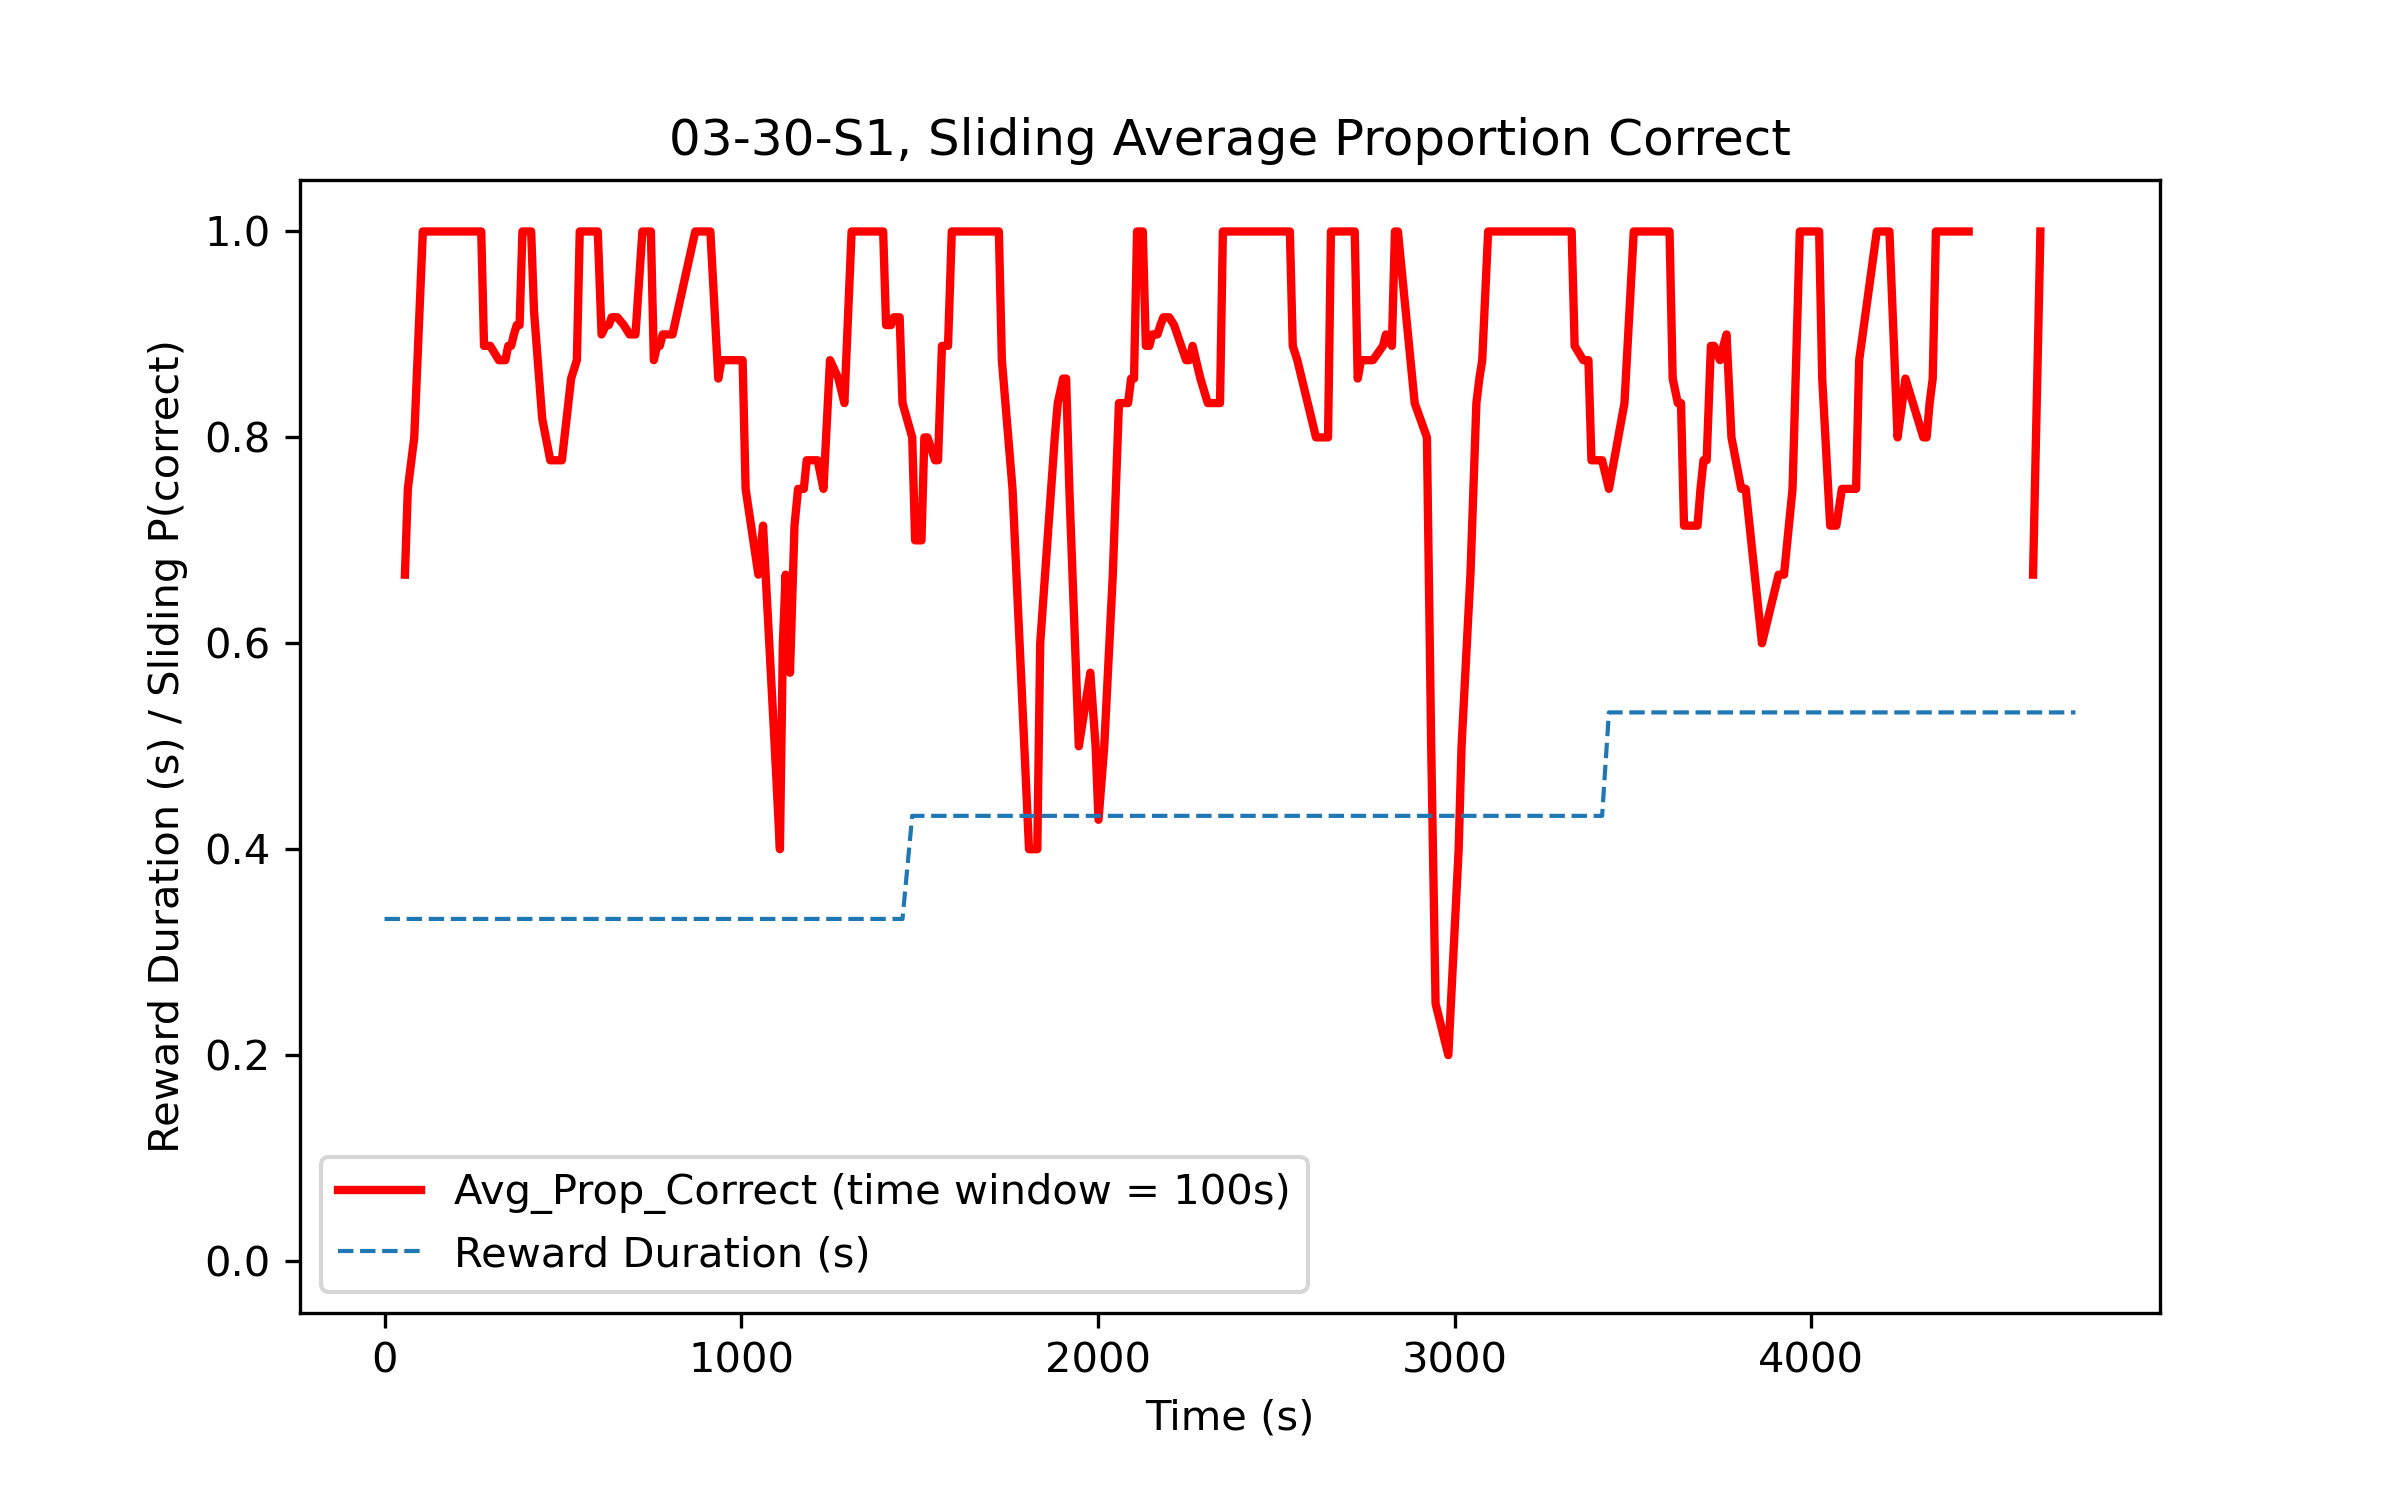 03-30-S1, Sliding Average Proportion Correct
Reward Duration (s) / Sliding P(correct)
1.0
0.8
0.6
0.4
0.2
0.0
Avg_Prop_Correct (time window = 100s)
Reward Duration (s)
0 1000 2000 3000 4000
Time (s)